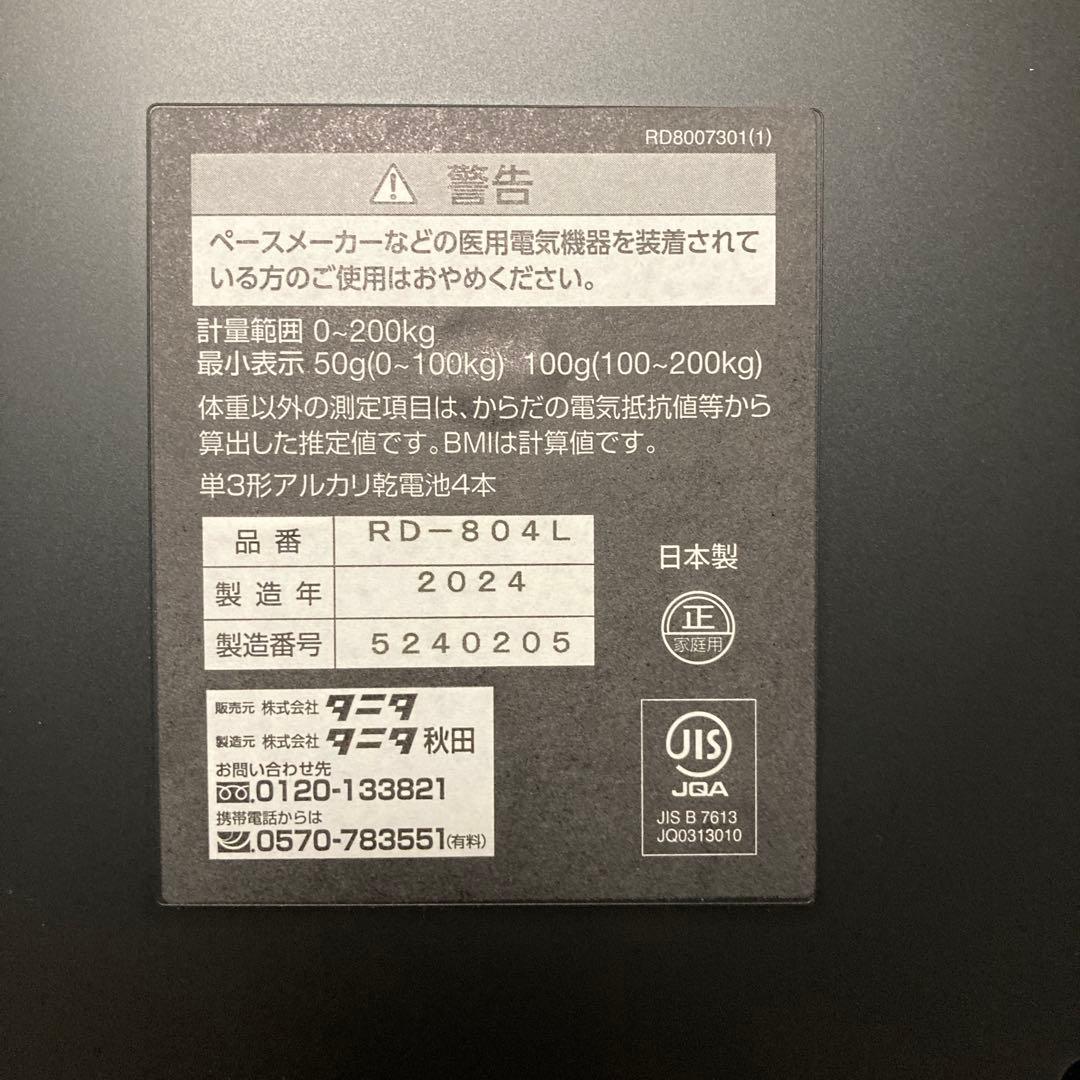 RD8007301(1)
警告
ペースメーカーなどの医用電気機器を装着されて
いる方のご使用はおやめください。
計量範囲 0~200kg
最小表示 50g(0~100kg) 100g(100~200kg)
体重以外の測定項目は、からだの電気抵抗値等から
算出した推定値です。BMIは計算値です。
単3形アルカリ乾電池4本
品番 RD-804L
製造年 2024
製造番号 5240205
日本製
正
家庭用
販売元 株式会社 タニタ
製造元 株式会社 タニタ 秋田
お問い合わせ先
0120-133821
携帯電話からは
0570-783551(有料)
JIS
JQA
JIS B 7613
JQ0313010